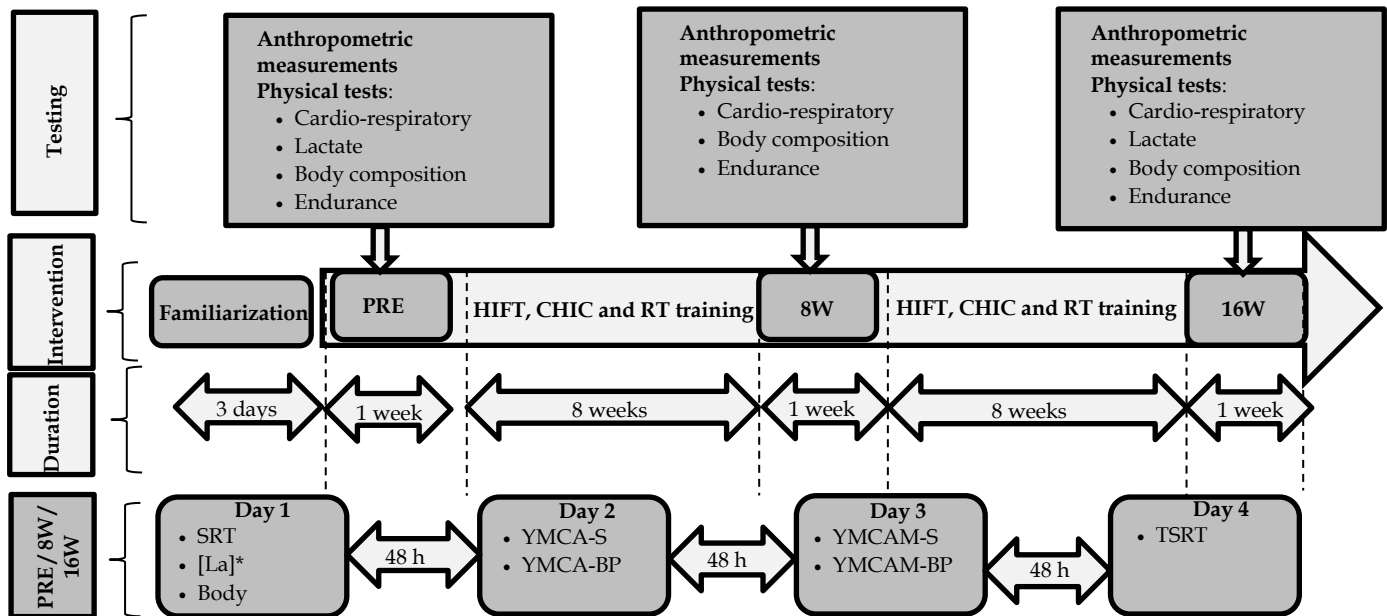 Testing
Anthropometric
measurements
Physical tests:
• Cardio-respiratory
• Lactate
• Body composition
• Endurance
Anthropometric
measurements
Physical tests:
• Cardio-respiratory
• Body composition
• Endurance
Anthropometric
measurements
Physical tests:
• Cardio-respiratory
• Lactate
• Body composition
• Endurance
Intervention
Familiarization
PRE
HIFT, CHIC and RT training
8W
HIFT, CHIC and RT training
16W
Duration
3 days
1 week
8 weeks
1 week
8 weeks
1 week
PRE / 8W /
16W
Day 1
• SRT
• [La]*
• Body
48 h
Day 2
• YMCA-S
• YMCA-BP
48 h
Day 3
• YMCAM-S
• YMCAM-BP
48 h
Day 4
• TSRT